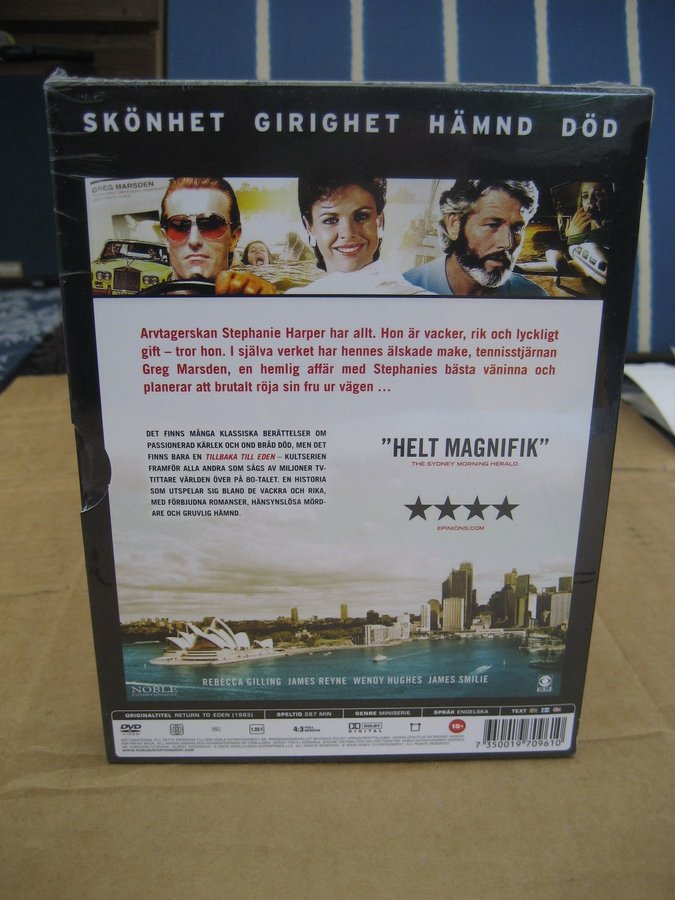 SKÖNHET GIRIGHET HÄMND DÖD
GREG MARSDEN
Arvtagerskan Stephanie Harper har allt. Hon är vacker, rik och lyckligt
gift – tror hon. I själva verket har hennes älskade make, tennisstjärnan
Greg Marsden, en hemlig affär med Stephanies bästa väninna och
planerar att brutalt röja sin fru ur vägen ...
DET FINNS MÅNGA KLASSISKA BERÄTTELSER OM
PASSIONERAD KÄRLEK OCH OND BRÅD DÖD, MEN DET
FINNS BARA EN TILLBAKA TILL EDEN – KULTSERIEN
FRAMFÖR ALLA ANDRA SOM SÅGS AV MILJONER TV-
TITTARE VÄRLDEN ÖVER PÅ 80-TALET. EN HISTORIA
SOM UTSPELAR SIG BLAND DE VACKRA OCH RIKA,
MED FÖRBJUDNA ROMANSER, HÄNSYNSLÖSA MÖRD-
ARE OCH GRUVLIG HÄMND.
"HELT MAGNIFIK"
THE SYDNEY MORNING HERALD
EPINIONS.COM
REBECCA GILLING JAMES REYNE WENDY HUGHES JAMES SMILIE
NOBLE
ENTERTAINMENT
ORIGINALTITEL RETURN TO EDEN (1983) SPELTID 267 MIN GENRE MINISERIE SPRÅK ENGELSKA TEXT
DVD 1.33:1 4:3 DOLBY DIGITAL 15+
7 350019 709610
WWW.NOBLEENTERTAINMENT.COM